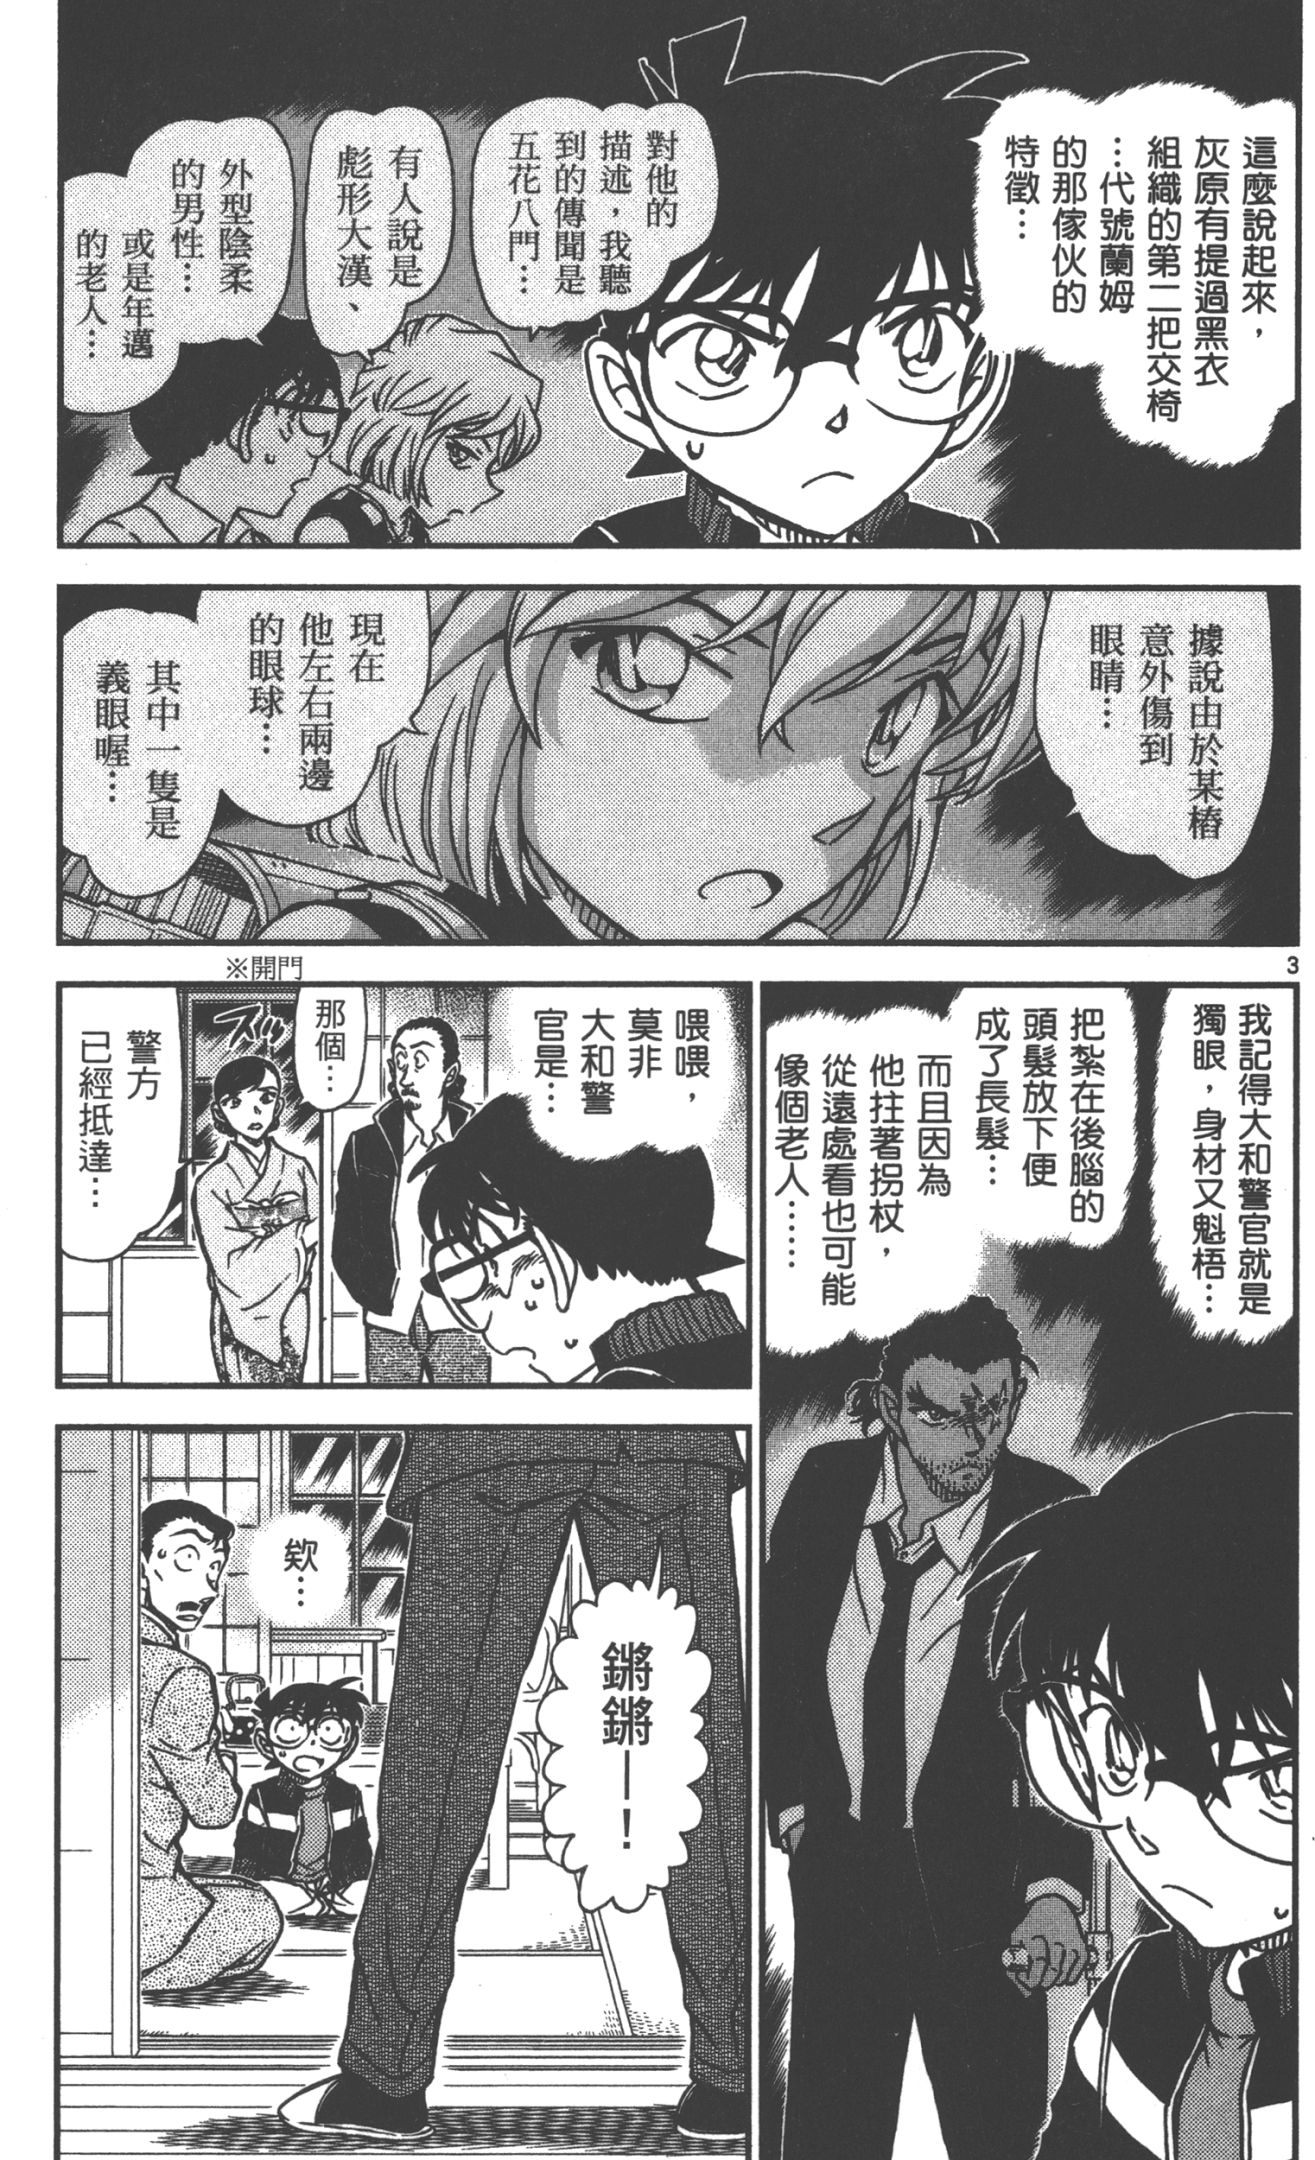 這麼說起來，
灰原有提過黑衣
組織的第二把交椅
…代號蘭姆
的那傢伙的
特徵…
對他的
描述，我聽
到的傳聞是
五花八門…
有人說是
彪形大漢、
外型陰柔
的男性…
或是年邁
的老人…
據說由於某樁
意外傷到
眼睛…
現在
他左右兩邊
的眼球…
其中一隻是
義眼喔…
3
我記得大和警官就是
獨眼，身材又魁梧…
把紮在後腦的
頭髮放下便
成了長髮…
而且因為
他拄著拐杖，
從遠處看也可能
像個老人……
喂喂，
莫非
大和警
官是…
※開門
ズッ
那個…
警方
已經抵達…
鏘鏘—！
欸…